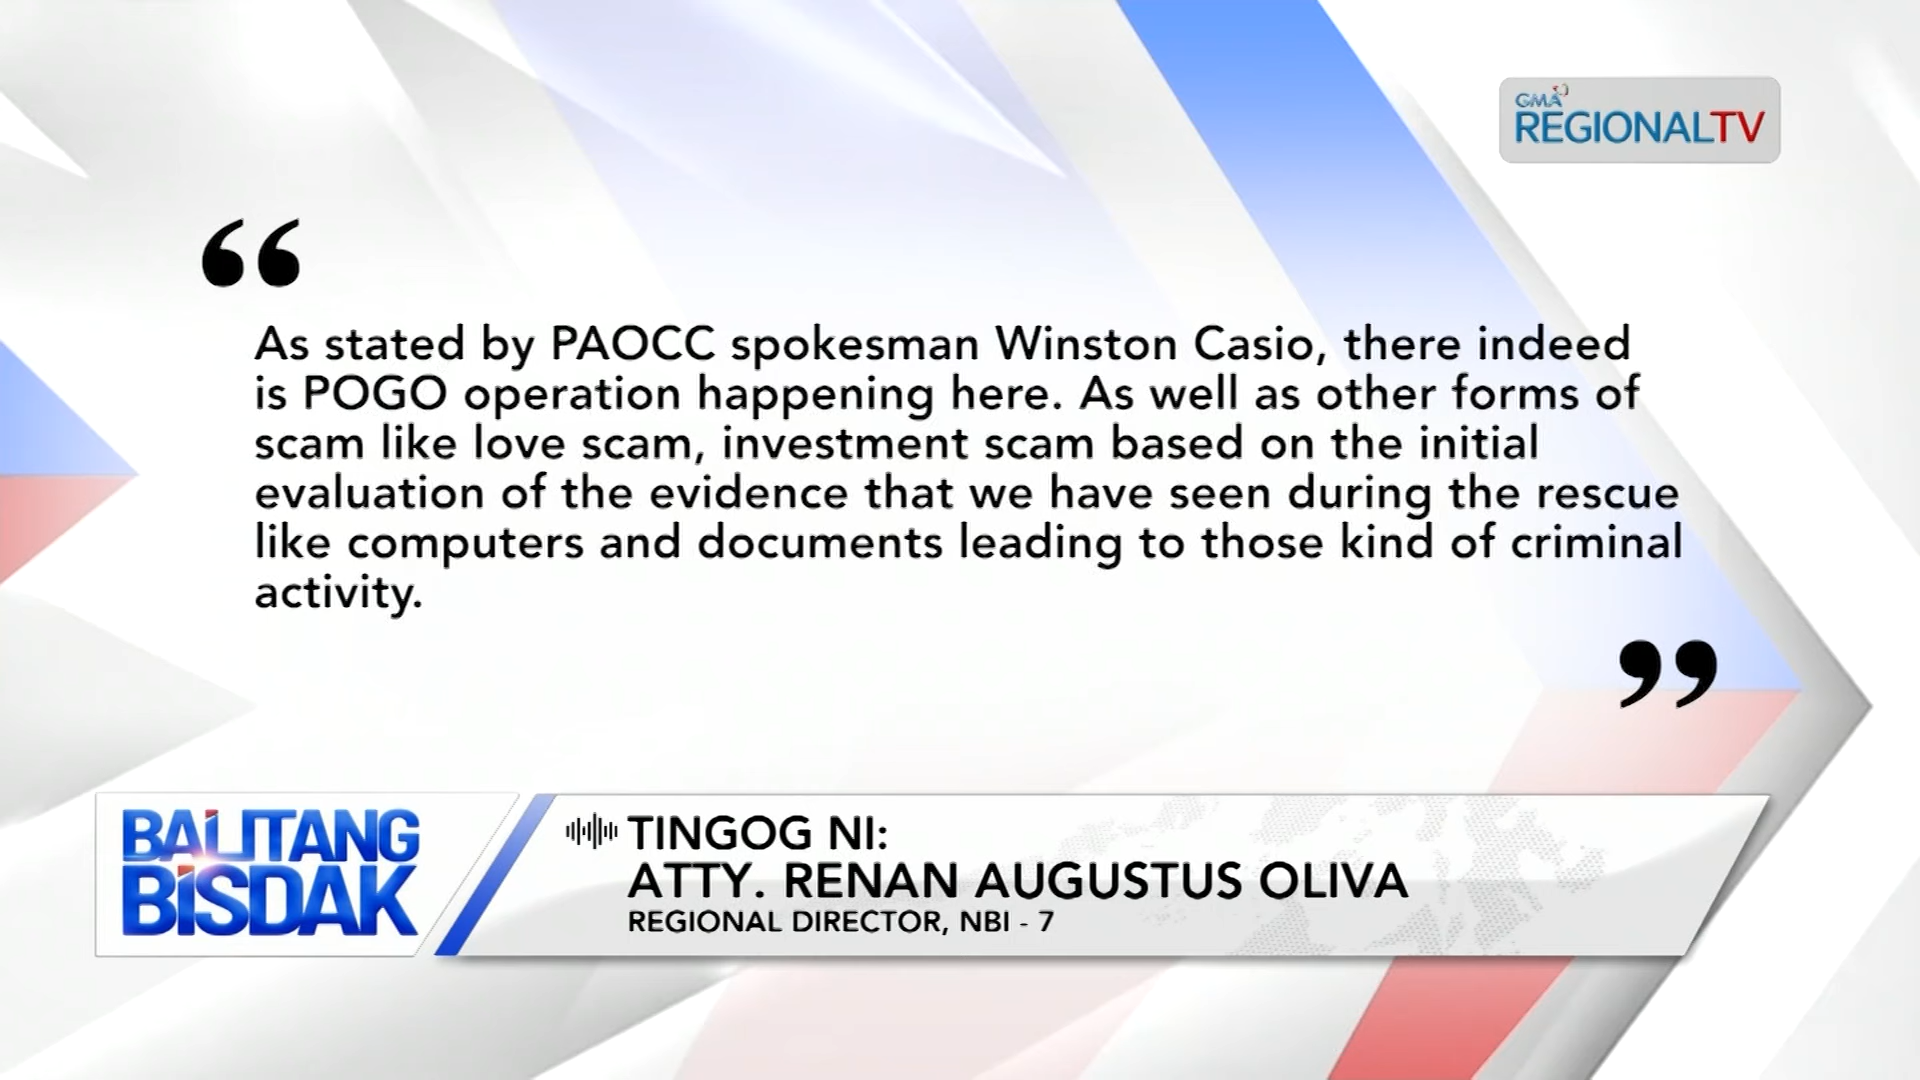 GMA
REGIONALTV
“
As stated by PAOCC spokesman Winston Casio, there indeed
is POGO operation happening here. As well as other forms of
scam like love scam, investment scam based on the initial
evaluation of the evidence that we have seen during the rescue
like computers and documents leading to those kind of criminal
activity.
”
BALITANG
BISDAK
TINGOG NI:
ATTY. RENAN AUGUSTUS OLIVA
REGIONAL DIRECTOR, NBI - 7